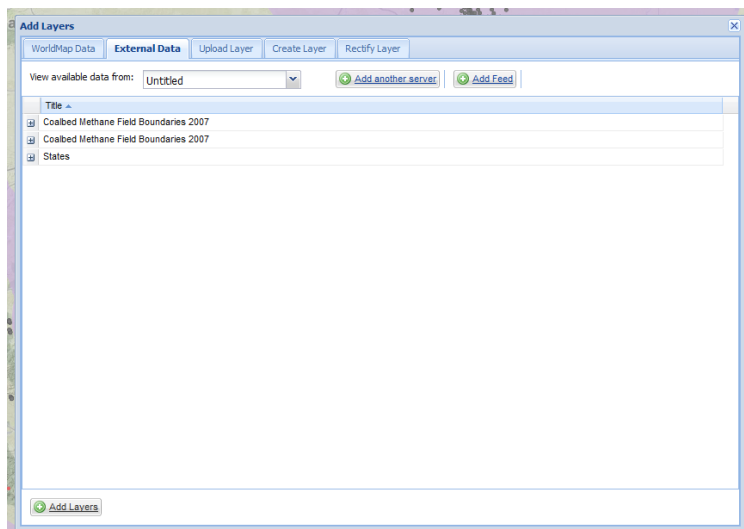 Add Layers
WorldMap Data External Data Upload Layer Create Layer Rectify Layer
View available data from: Untitled Add another server Add Feed
Title
Coalbed Methane Field Boundaries 2007
Coalbed Methane Field Boundaries 2007
States
Add Layers